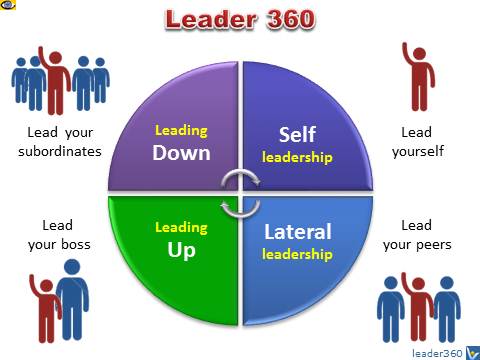 Leader 360
Lead your
subordinates
Leading
Down
Self
leadership
Lead
yourself
Lead
your boss
Leading
Up
Lateral
leadership
Lead
your peers
leader360